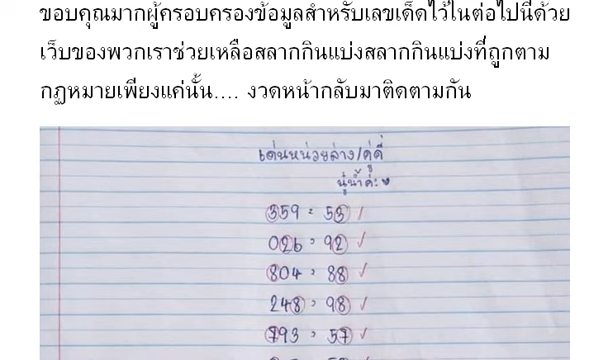 ขอบคุณมากผู้ครอบครองข้อมูลสำหรับเลขเด็ดไว้ในต่อไปนี้ด้วย
เว็บของพวกเราช่วยเหลือสลากกินแบ่งสลากกินแบ่งที่ถูกตาม
กฏหมายเพียงแค่นั้น.... งวดหน้ากลับมาติดตามกัน
เด่นหน่วยล่าง/คู่คี่
นู๋น้ำค่ะ
359 = 53 ✓
026 = 92 ✓
804 = 88 ✓
248 = 98 ✓
793 = 57 ✓